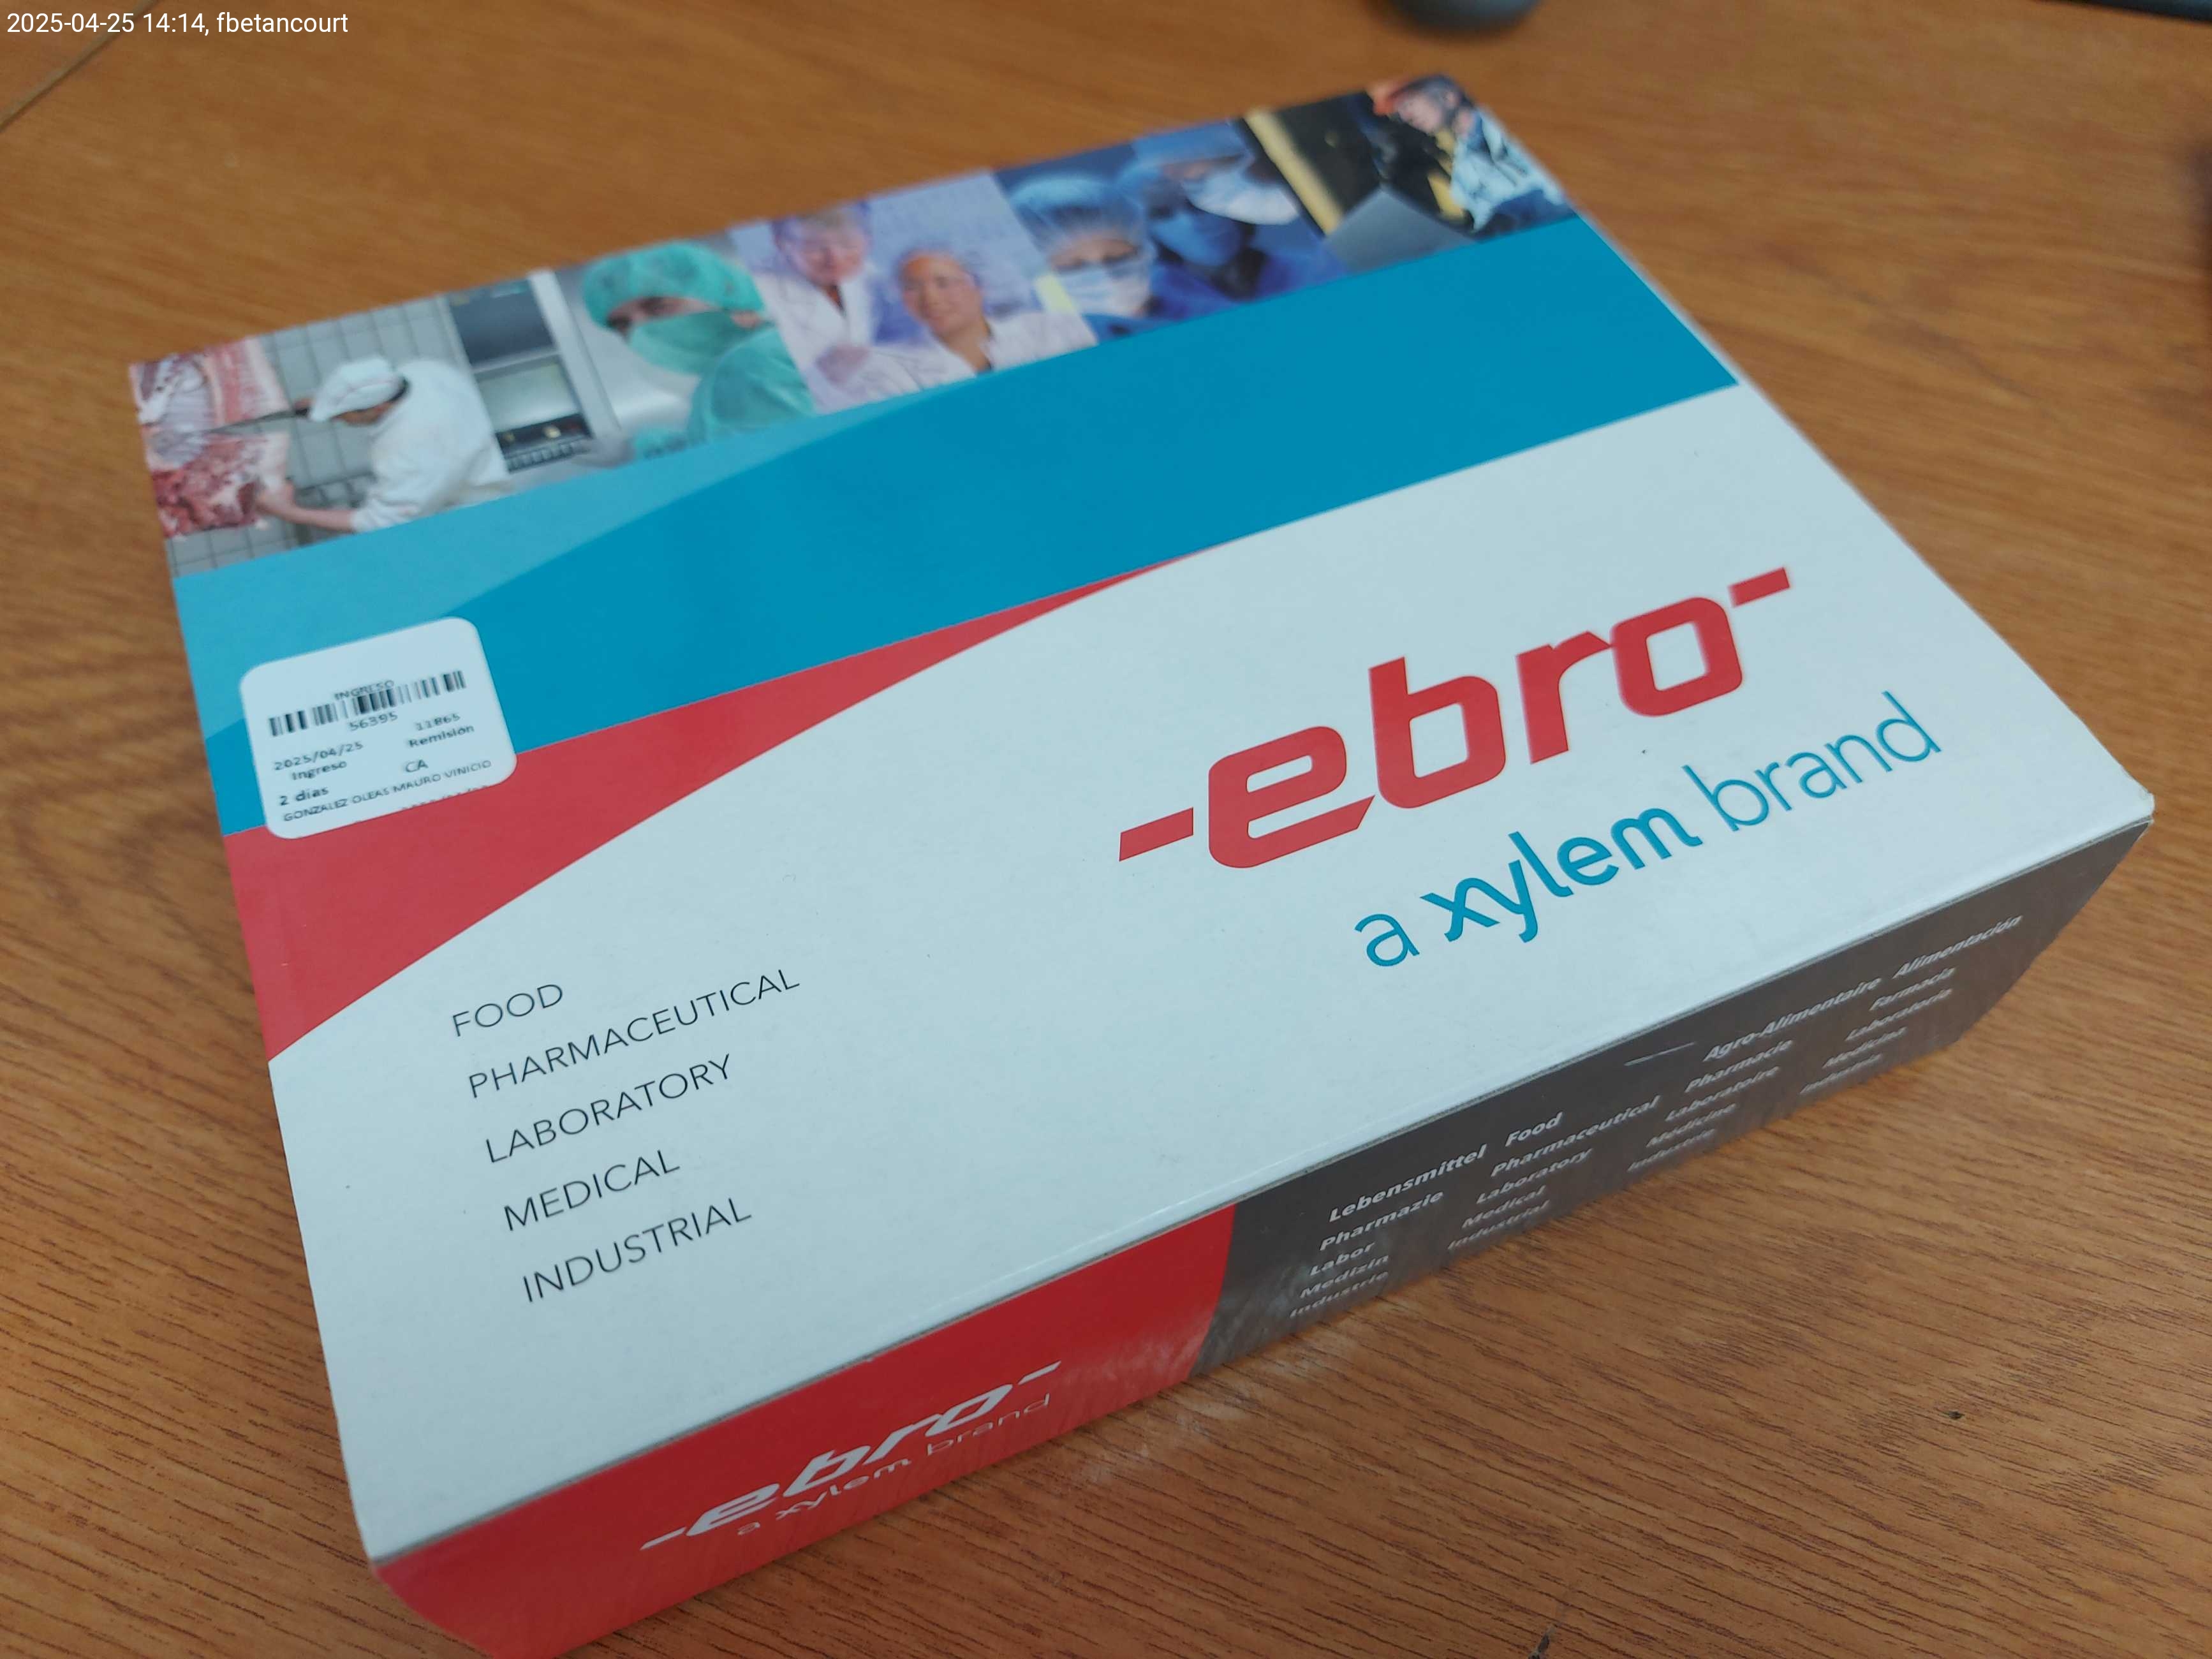 2025-04-25 14:14, fbetancourt
INGRESO
56395
11865
2025/04/25
Remisión
Ingreso
CA
2 días
GONZALEZ OLEAS MAURO VINICIO
-ebro-
a xylem brand
FOOD
PHARMACEUTICAL
LABORATORY
MEDICAL
INDUSTRIAL
-ebro-
a xylem brand
Lebensmittel
Pharmazie
Labor
Medizin
Industrie
Food
Pharmaceutical
Laboratory
Medical
Industrial
Agro-Alimentaire
Pharmacie
Laboratoire
Médicine
Industrie
Alimentación
Farmacia
Laboratorio
Medicina
Industria